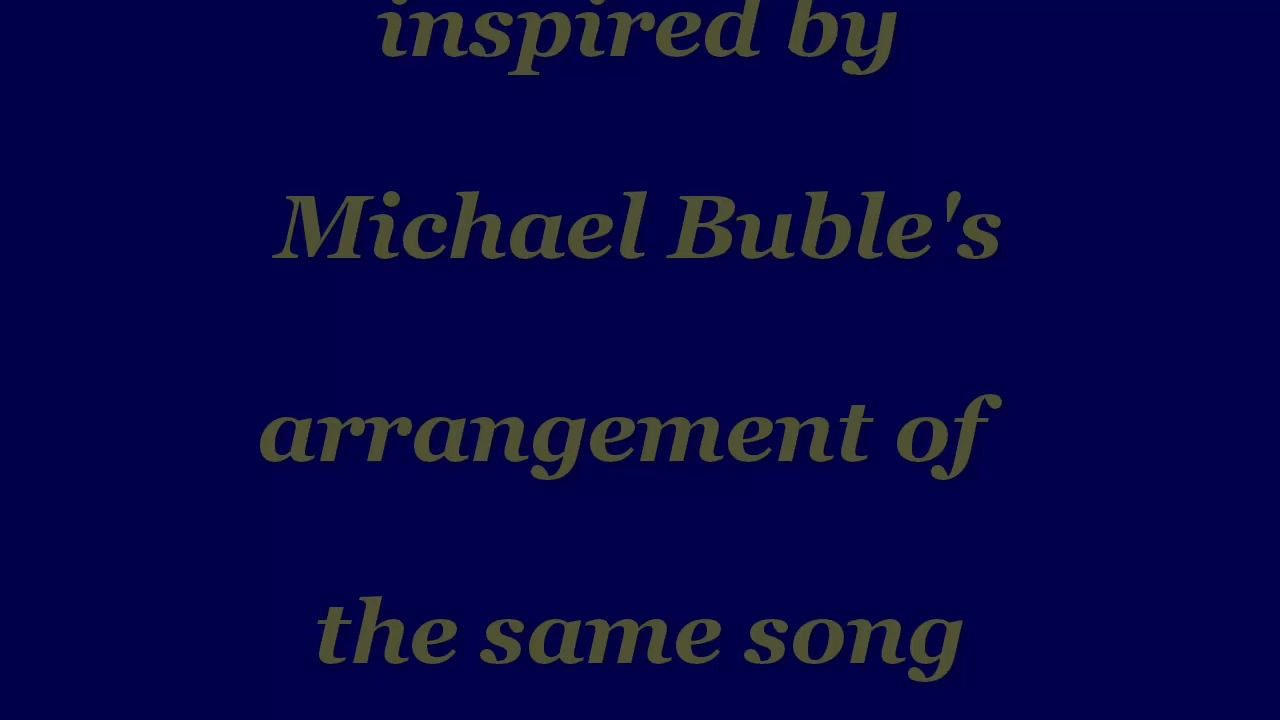 inspired by
Michael Buble's
arrangement of
the same song